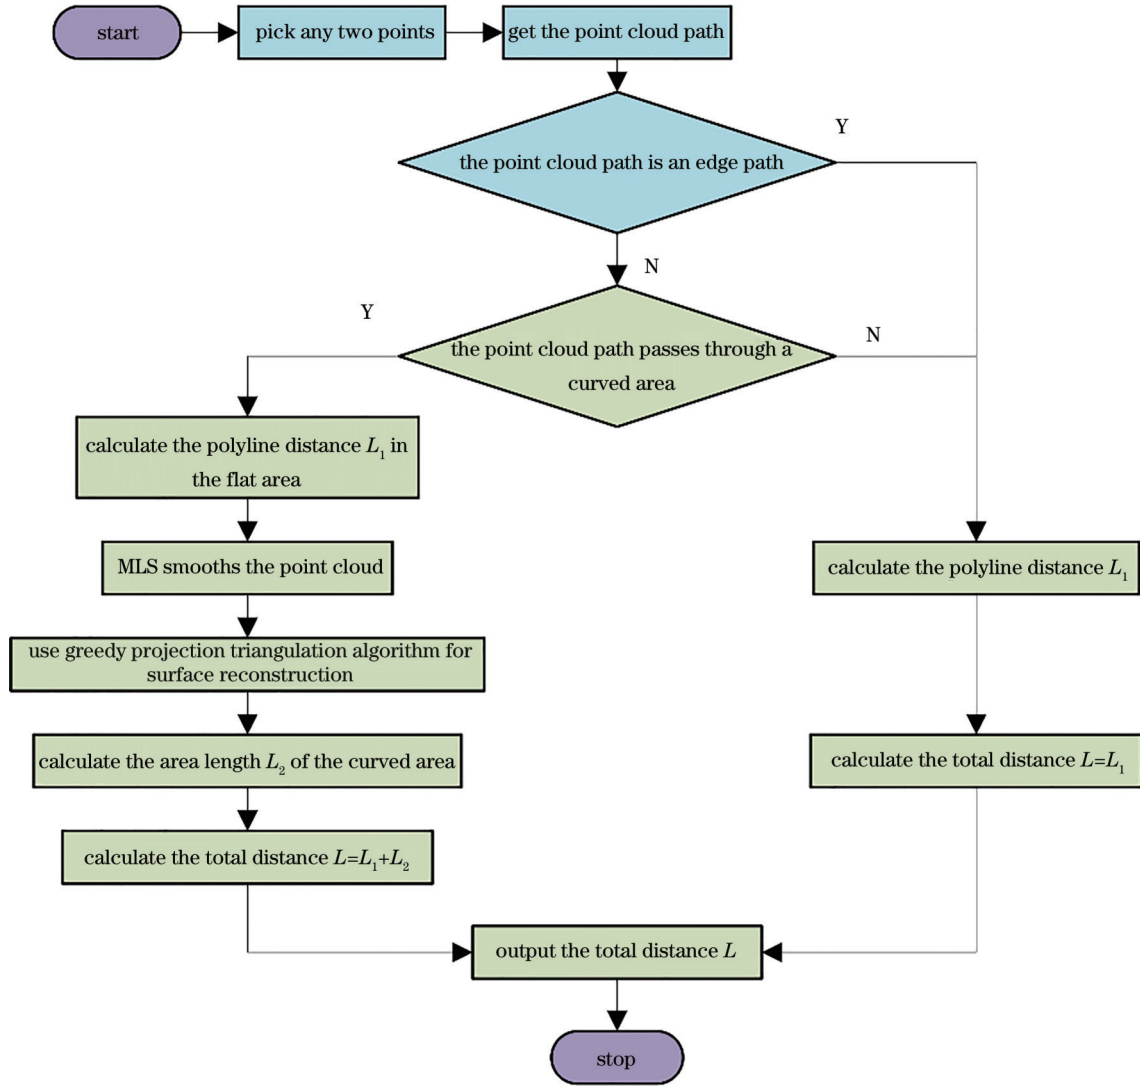 start
pick any two points
get the point cloud path
Y
the point cloud path is an edge path
N
Y
N
the point cloud path passes through a
curved area
calculate the polyline distance L₁ in
the flat area
MLS smooths the point cloud
calculate the polyline distance L₁
use greedy projection triangulation algorithm for
surface reconstruction
calculate the area length L₂ of the curved area
calculate the total distance L=L₁
calculate the total distance L=L₁+L₂
output the total distance L
stop